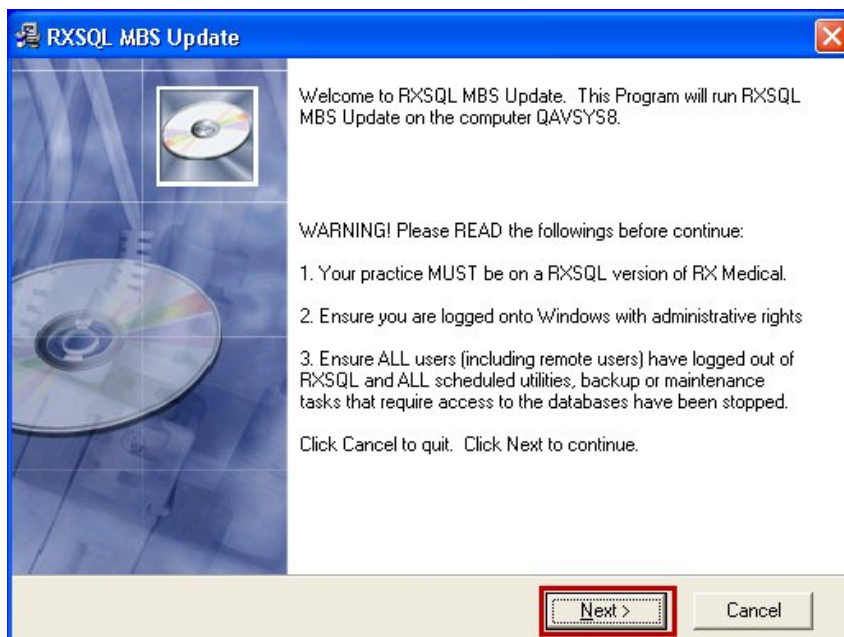 RXSQL MBS Update
Welcome to RXSQL MBS Update. This Program will run RXSQL
MBS Update on the computer QAVSYS8.
WARNING! Please READ the followings before continue:
1. Your practice MUST be on a RXSQL version of RX Medical.
2. Ensure you are logged onto Windows with administrative rights
3. Ensure ALL users (including remote users) have logged out of
RXSQL and ALL scheduled utilities, backup or maintenance
tasks that require access to the databases have been stopped.
Click Cancel to quit. Click Next to continue.
Next >
Cancel